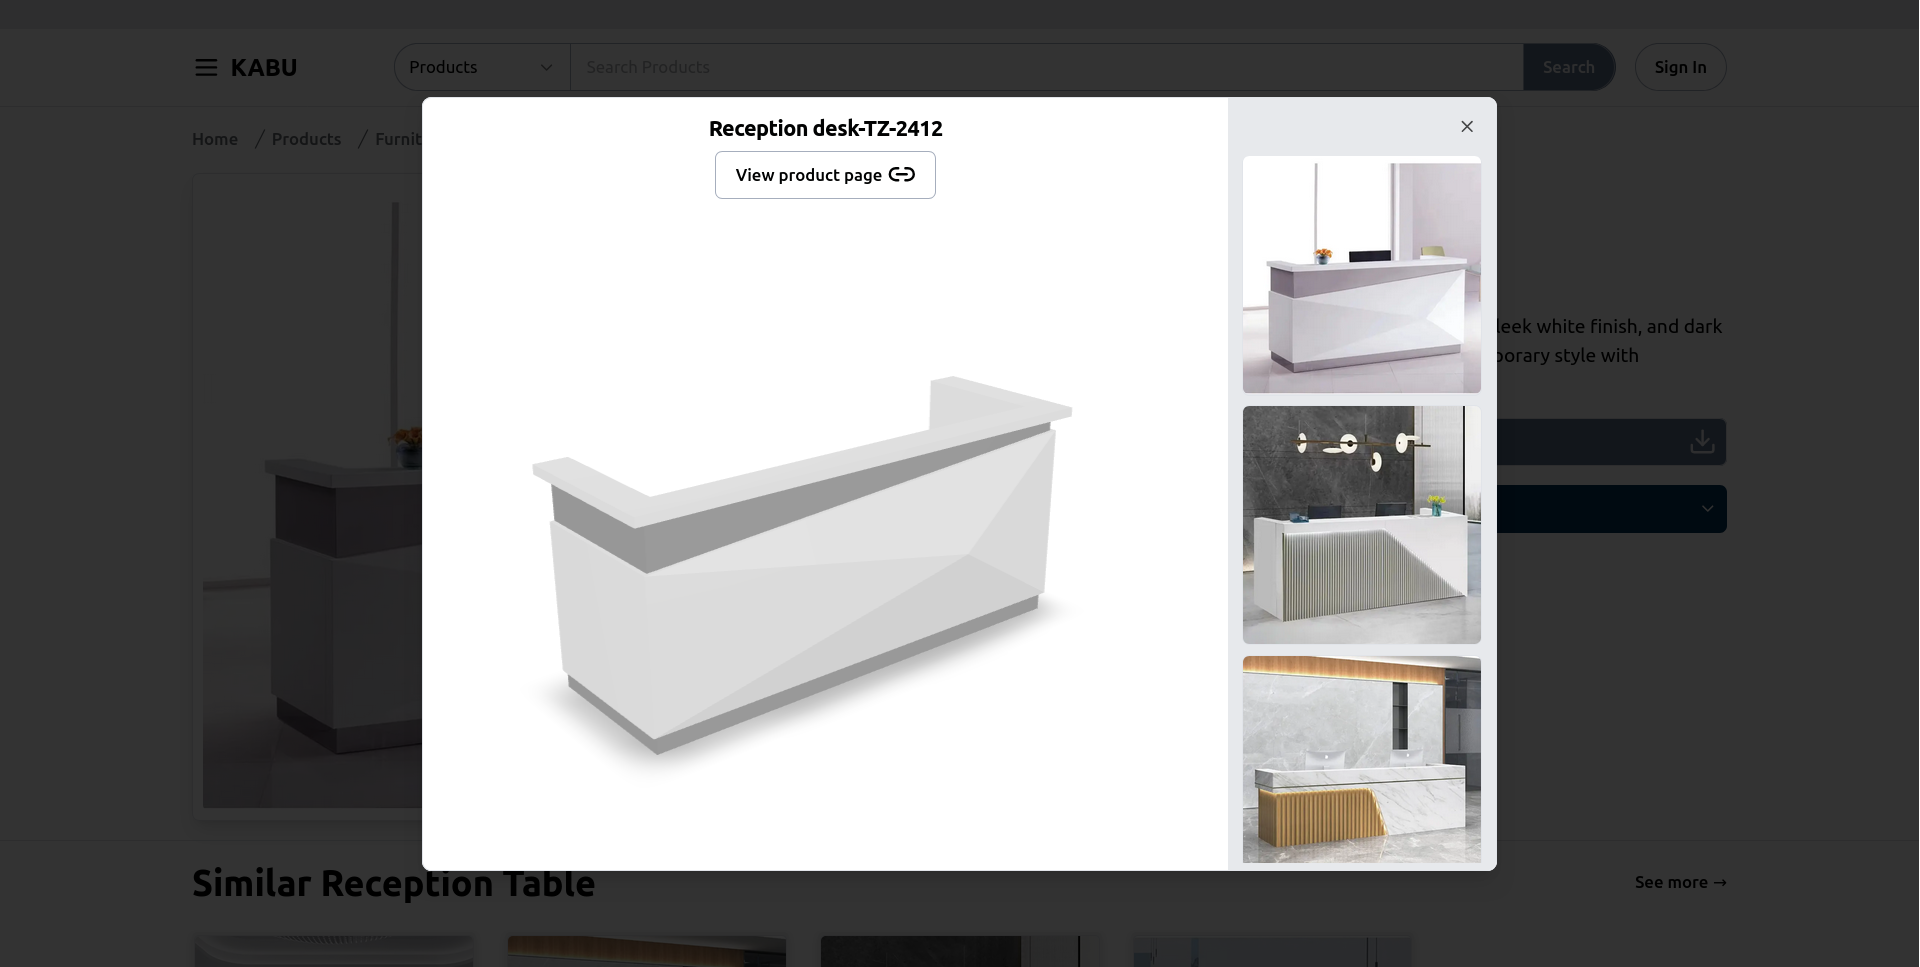 KABU
Products
Search Products
Search
Sign In
Home / Products / Furnit
Reception desk-TZ-2412
View product page
leek white finish, and dark
porary style with
Similar Reception Table
See more →